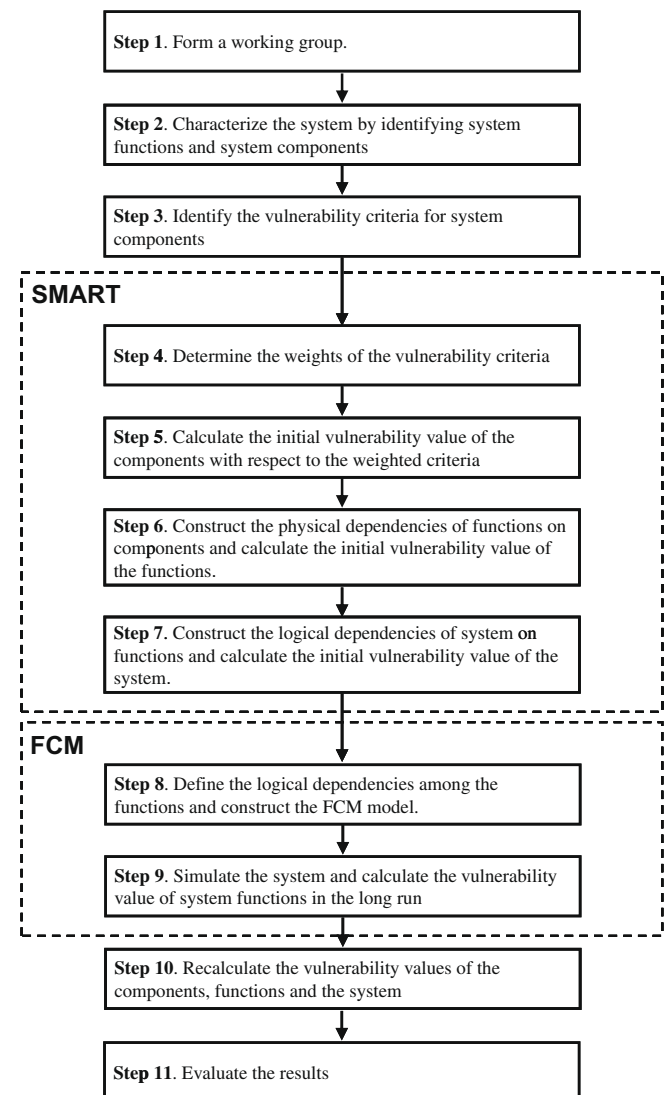 Step 1. Form a working group.
Step 2. Characterize the system by identifying system
functions and system components
Step 3. Identify the vulnerability criteria for system
components
SMART
Step 4. Determine the weights of the vulnerability criteria
Step 5. Calculate the initial vulnerability value of the
components with respect to the weighted criteria
Step 6. Construct the physical dependencies of functions on
components and calculate the initial vulnerability value of
the functions.
Step 7. Construct the logical dependencies of system on
functions and calculate the initial vulnerability value of the
system.
FCM
Step 8. Define the logical dependencies among the
functions and construct the FCM model.
Step 9. Simulate the system and calculate the vulnerability
value of system functions in the long run
Step 10. Recalculate the vulnerability values of the
components, functions and the system
Step 11. Evaluate the results